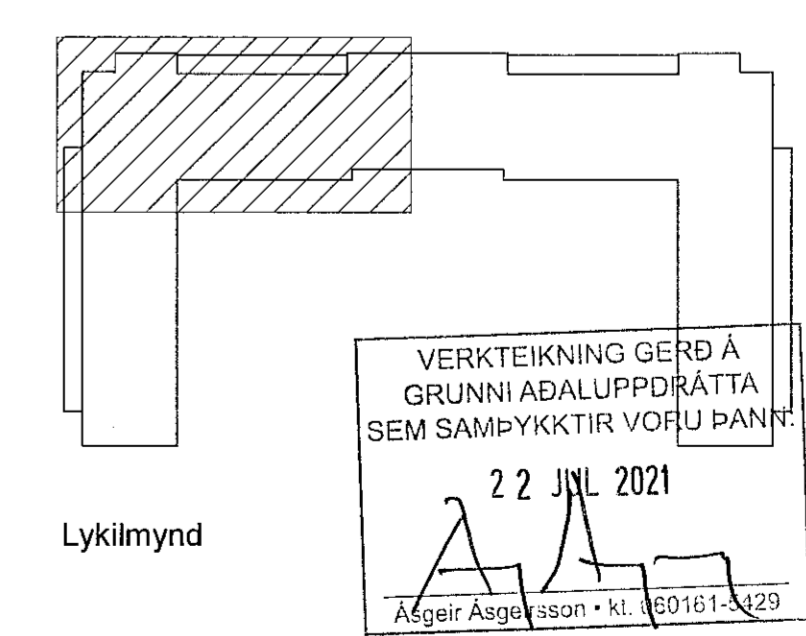 VERKTEIKNING GERÐ Á
GRUNNI AÐALUPPDRÁTTA
SEM SAMÞYKKTIR VORU ÞANN:
22 JUL 2021
Lykilmynd
Ásgeir Ásgeirsson • kt. 060161-5429